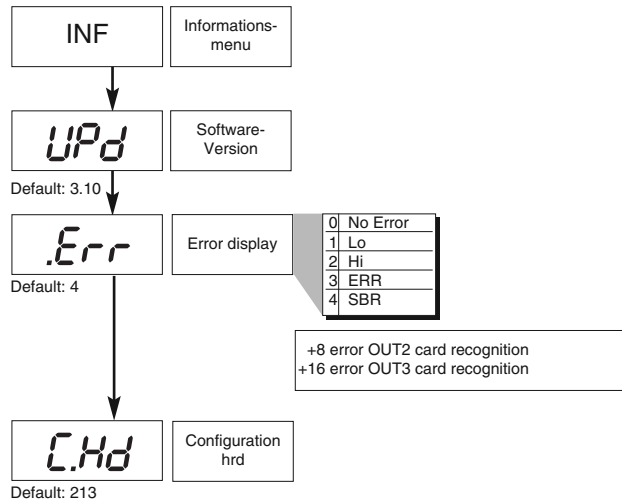 INF
Informations-
menu
UPd
Software-
Version
Default: 3.10
.Err
Error display
0 No Error
1 Lo
2 Hi
3 ERR
4 SBR
Default: 4
+8 error OUT2 card recognition
+16 error OUT3 card recognition
C.Hd
Configuration
hrd
Default: 213